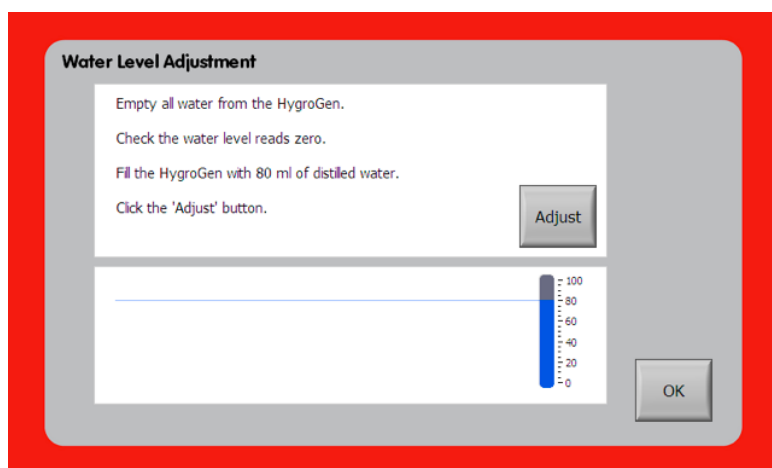 Water Level Adjustment
Empty all water from the HygroGen.
Check the water level reads zero.
Fill the HygroGen with 80 ml of distilled water.
Click the 'Adjust' button.
Adjust
100
80
60
40
20
0
OK